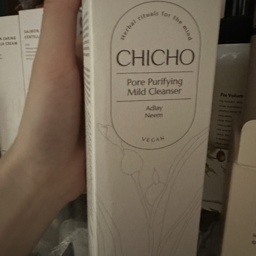 Herbal rituals for the mind
CHICHO
Pore Purifying
Mild Cleanser
Adlay
Neem
VEGAN